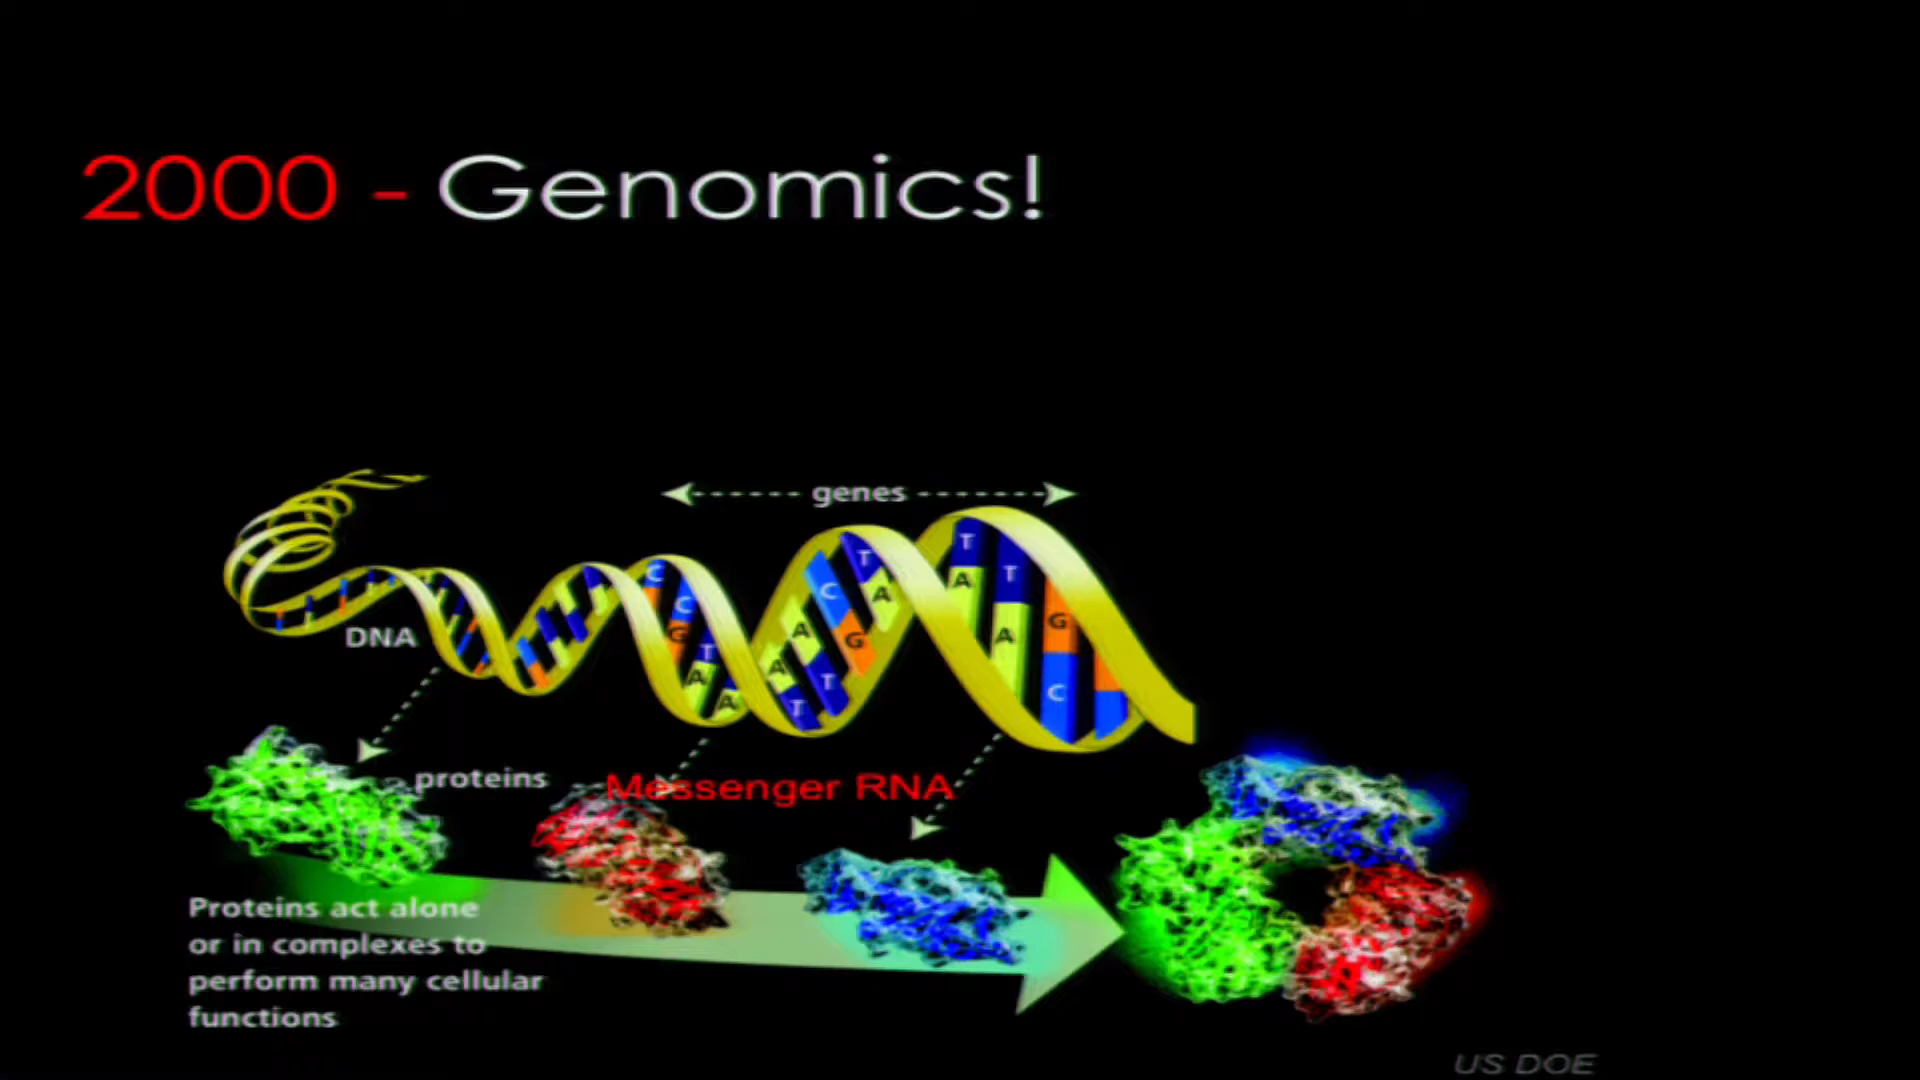 2000 - Genomics!
genes
C
C
G
T
A
A
T
C
A
A
G
A
T
A
T
T
A
T
A
G
C
DNA
proteins
Messenger RNA
Proteins act alone
or in complexes to
perform many cellular
functions
US DOE